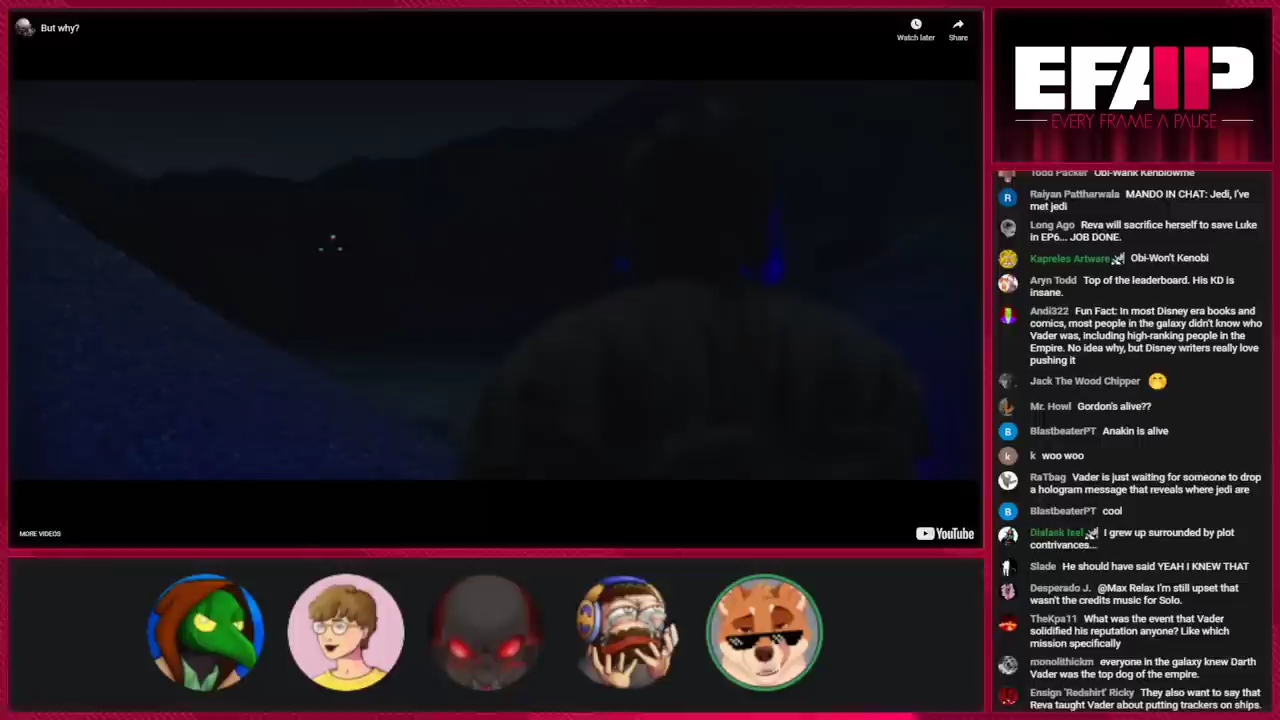 But why?
Watch later
Share
MORE VIDEOS
YouTube
EFAP
EVERY FRAME A PAUSE
Todd Packer Obi-Wank Kenblowme
R
Raiyan Pattharwala MANDO IN CHAT: Jedi, I've
met jedi
Long Ago Reva will sacrifice herself to save Luke
in EP6... JOB DONE.
Kapreles Artware Obi-Won't Kenobi
Aryn Todd Top of the leaderboard. His KD is
insane.
Andi322 Fun Fact: In most Disney era books and
comics, most people in the galaxy didn't know who
Vader was, including high-ranking people in the
Empire. No idea why, but Disney writers really love
pushing it
Jack The Wood Chipper
Mr. Howl Gordon's alive??
B BlastbeaterPT Anakin is alive
k k woo woo
RaTbag Vader is just waiting for someone to drop
a hologram message that reveals where jedi are
B BlastbeaterPT cool
I grew up surrounded by plot
contrivances...
Slade He should have said YEAH I KNEW THAT
Desperado J. @Max Relax I'm still upset that
wasn't the credits music for Solo.
TheKpa11 What was the event that Vader
solidified his reputation anyone? Like which
mission specifically
monolithickm everyone in the galaxy knew Darth
Vader was the top dog of the empire.
Ensign 'Redshirt' Ricky They also want to say that
Reva taught Vader about putting trackers on ships.